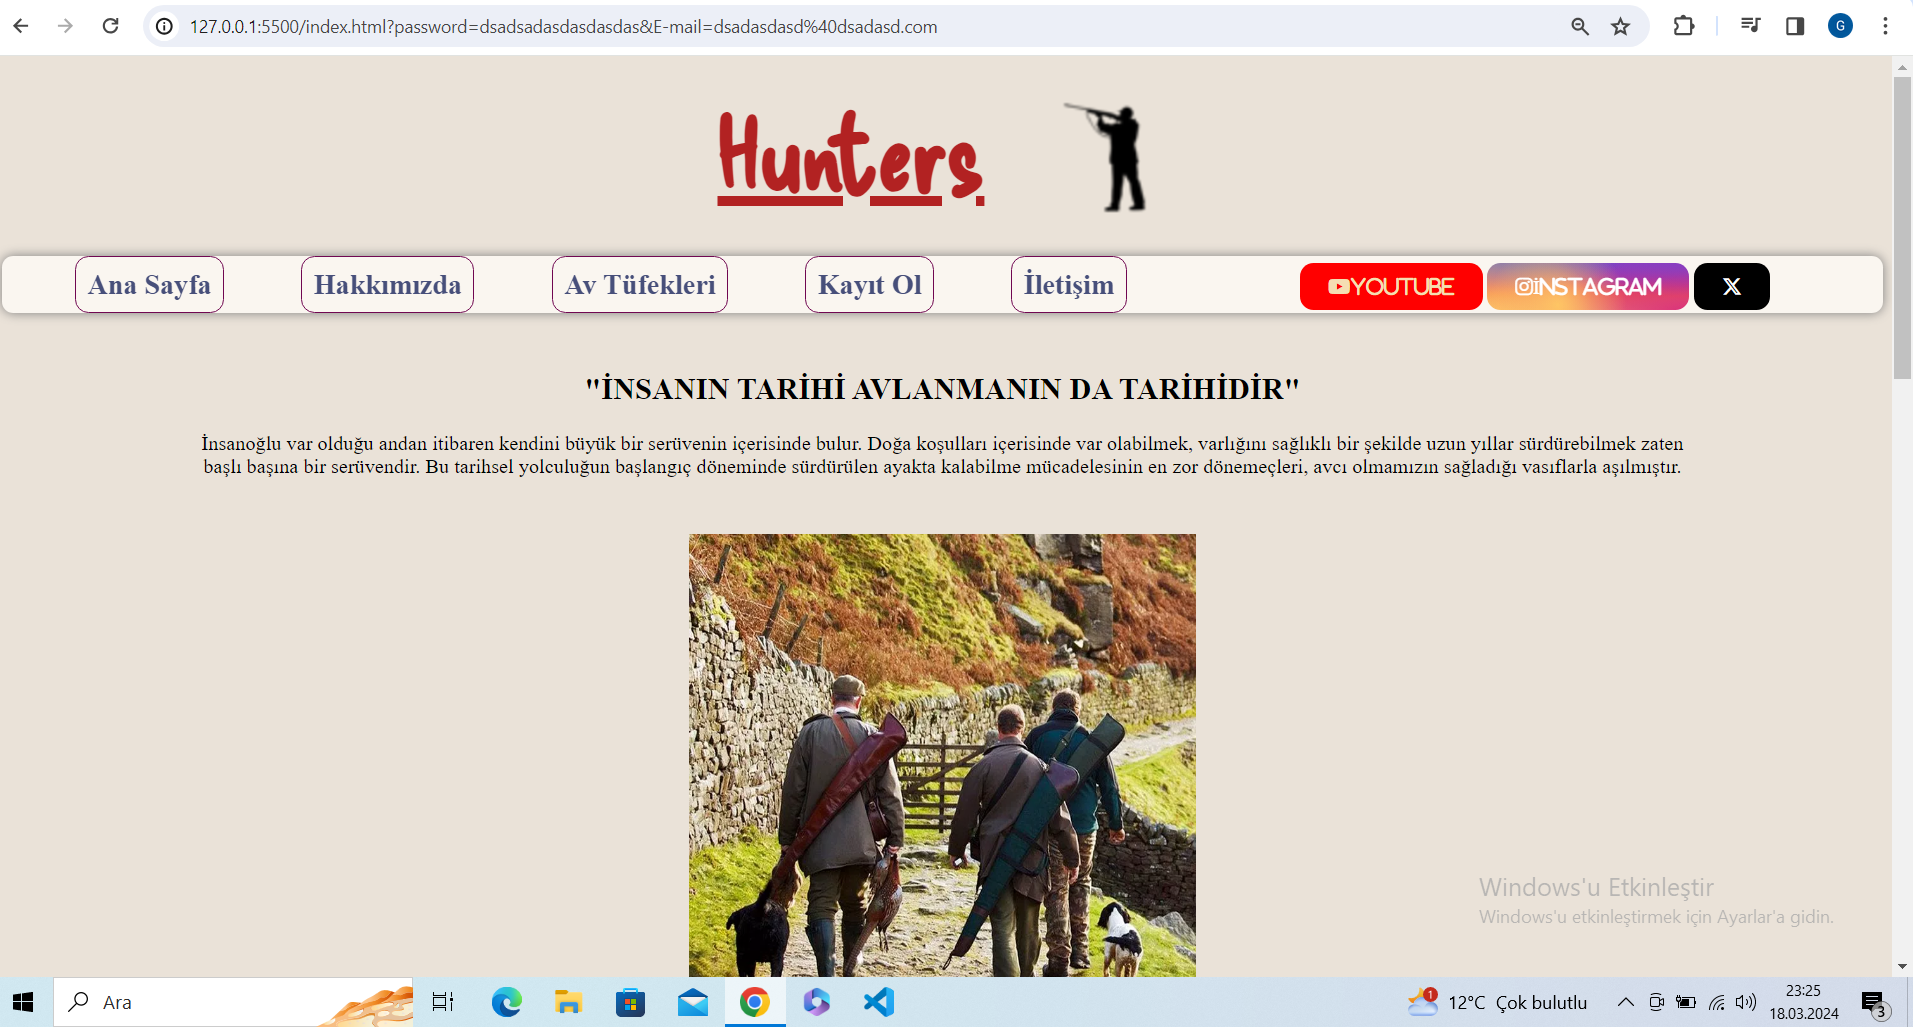 127.0.0.1:5500/index.html?password=dsadsadasdasdasdas&E-mail=dsadasdasd%40dsadasd.com
G
Hunters
Ana Sayfa
Hakkımızda
Av Tüfekleri
Kayıt Ol
İletişim
YOUTUBE
İNSTAGRAM
X
"İNSANIN TARİHİ AVLANMANIN DA TARİHİDİR"
İnsanoğlu var olduğu andan itibaren kendini büyük bir serüvenin içerisinde bulur. Doğa koşulları içerisinde var olabilmek, varlığını sağlıklı bir şekilde uzun yıllar sürdürebilmek zaten
başlı başına bir serüvendir. Bu tarihsel yolculuğun başlangıç döneminde sürdürülen ayakta kalabilme mücadelesinin en zor dönemeçleri, avcı olmamızın sağladığı vasıflarla aşılmıştır.
Windows'u Etkinleştir
Windows'u etkinleştirmek için Ayarlar'a gidin.
Ara
1
12°C Çok bulutlu
23:25
18.03.2024
3